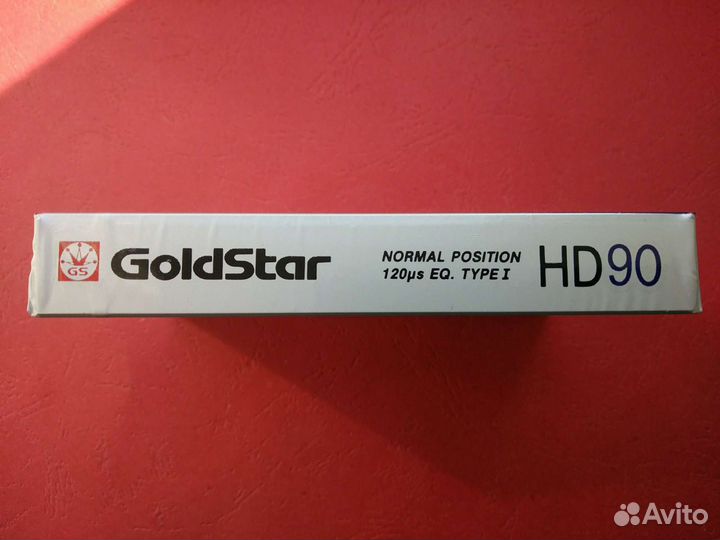 GS
GoldStar
NORMAL POSITION
120µs EQ. TYPE I
HD90
Avito